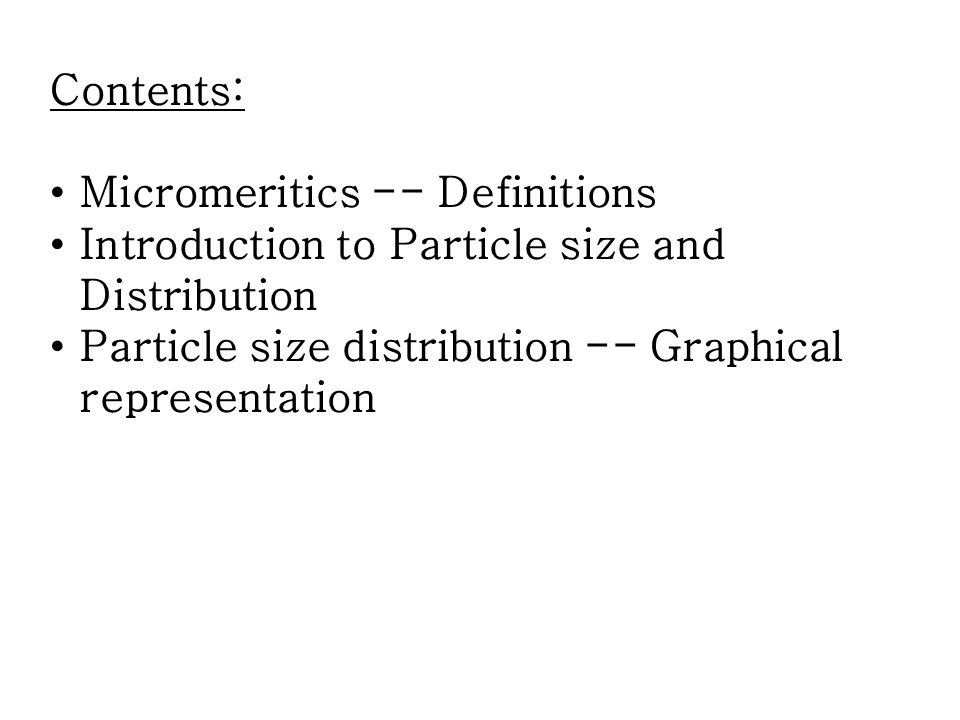 Contents:
• Micromeritics -- Definitions
• Introduction to Particle size and
Distribution
• Particle size distribution -- Graphical
representation